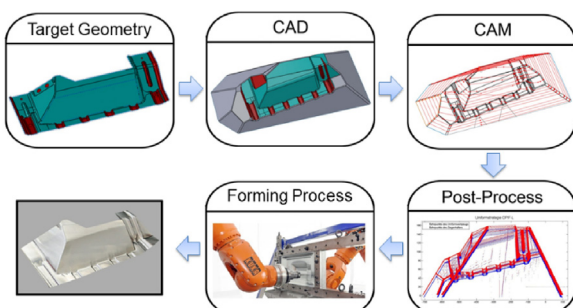 Target Geometry
CAD
CAM
Forming Process
Post-Process